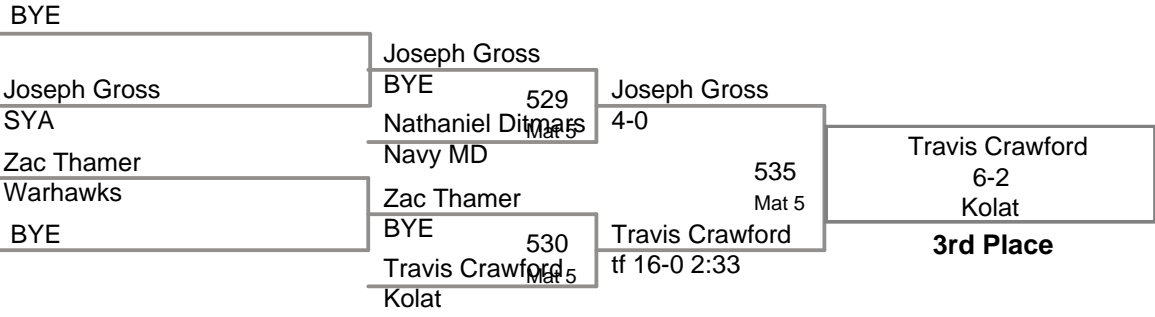 BYE
Joseph Gross
SYA
Zac Thamer
Warhawks
BYE
Joseph Gross
BYE
529
Mat 5
Nathaniel Ditmars
Navy MD
Zac Thamer
BYE
530
Mat 5
Travis Crawford
Kolat
Joseph Gross
4-0
535
Mat 5
Travis Crawford
tf 16-0 2:33
Travis Crawford
6-2
Kolat
3rd Place